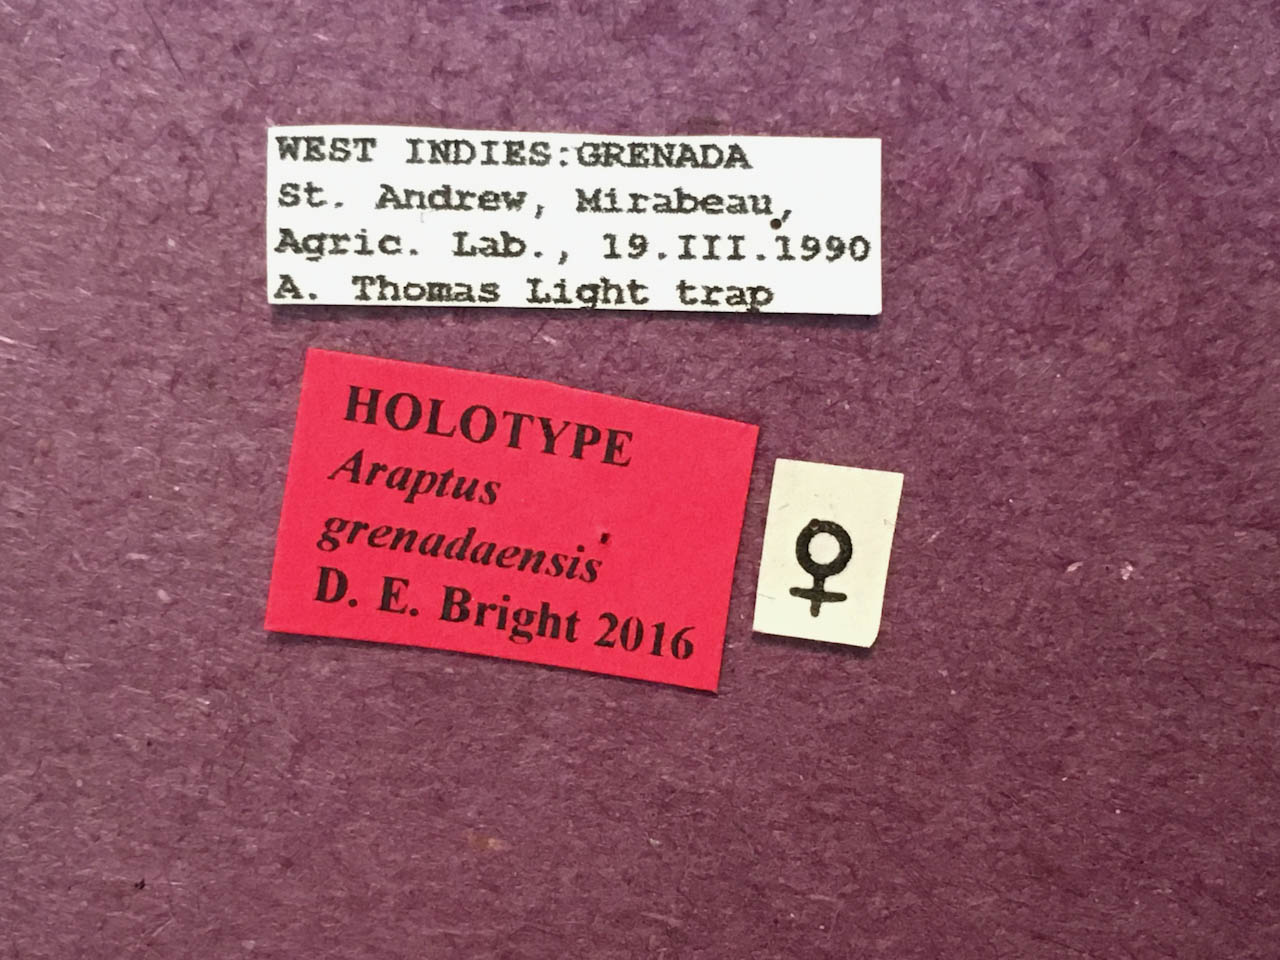 WEST INDIES:GRENADA
St. Andrew, Mirabeau,
Agric. Lab., 19.III.1990
A. Thomas Light trap
HOLOTYPE
Araptus
grenadaensis
D. E. Bright 2016
♀